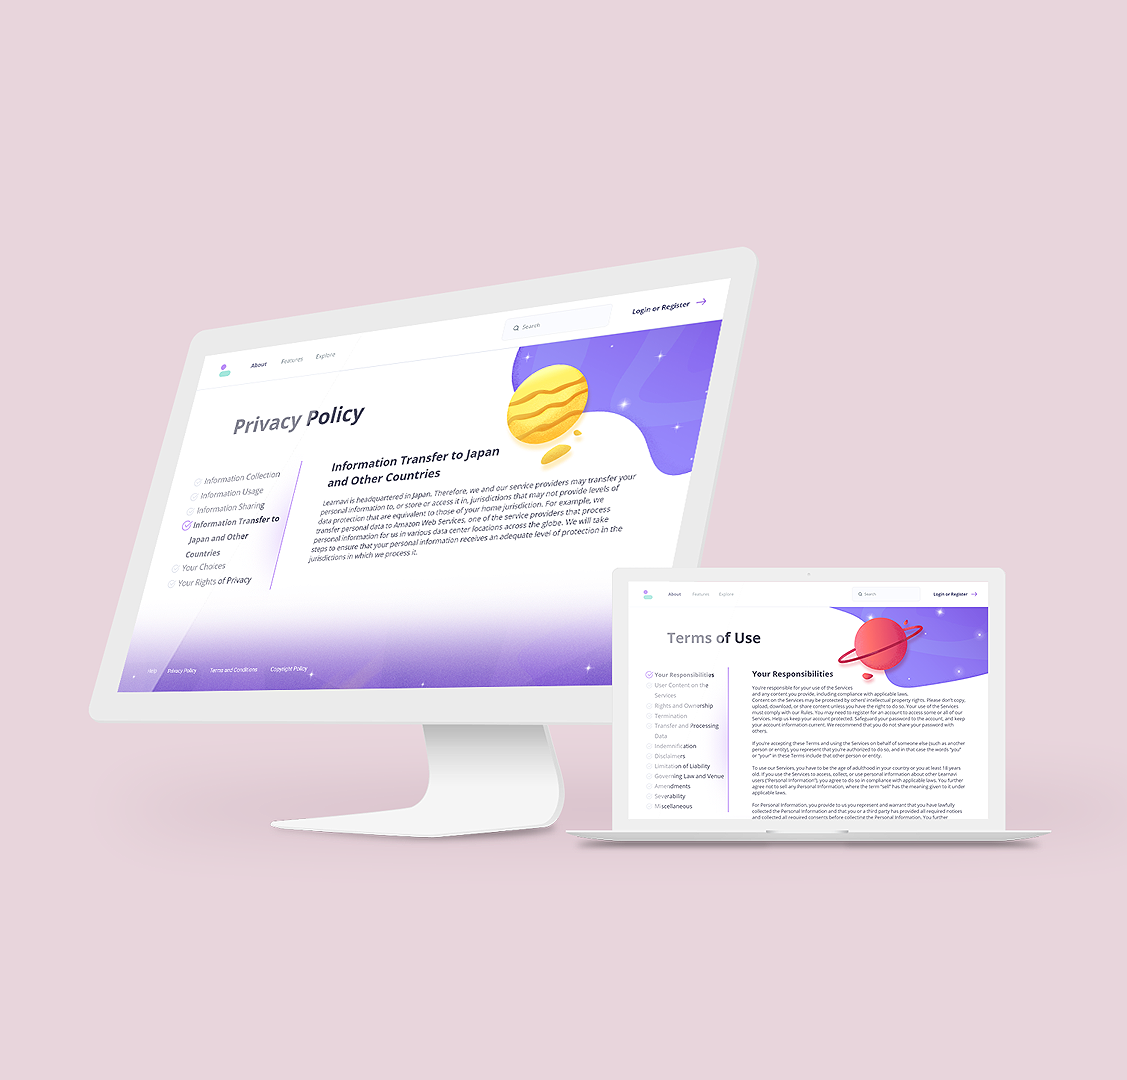 About
Features
Explore
Search
Login or Register
Privacy Policy
Information Collection
Information Usage
Information Sharing
Information Transfer to
Japan and Other
Countries
Your Choices
Your Rights of Privacy
Information Transfer to Japan
and Other Countries
Learnavi is headquartered in Japan. Therefore, we and our service providers may transfer your
personal information to, or store or access it in, jurisdictions that may not provide levels of
data protection that are equivalent to those of your home jurisdiction. For example, we
transfer personal data to Amazon Web Services, one of the service providers that process
personal information for us in various data center locations across the globe. We will take
steps to ensure that your personal information receives an adequate level of protection in the
jurisdictions in which we process it.
Privacy Policy
Terms and Conditions
Copyright Policy
About
Features
Explore
Search
Login or Register
Terms of Use
Your Responsibilities
User Content on the
Services
Rights and Ownership
Termination
Transfer and Processing
Data
Indemnification
Disclaimers
Limitation of Liability
Governing Law and Venue
Amendments
Severability
Miscellaneous
Your Responsibilities
You're responsible for your use of the Services
and any content you provide, including compliance with applicable laws.
Content on the Services may be protected by others' intellectual property rights. Please don't copy,
upload, download, or share content unless you have the right to do so. Your use of the Services
must comply with our Rules. You may need to register for an account to access some or all of our
Services. Help us keep your account protected. Safeguard your password to the account, and keep
your account information current. We recommend that you do not share your password with
others.
If you're accepting these Terms and using the Services on behalf of someone else (such as another
person or entity), you represent that you're authorized to do so, and in that case the words "you"
or "your" in these Terms include that other person or entity.
To use our Services, you have to be the age of adulthood in your country or you at least 18 years
old. If you use the Services to access, collect, or use personal information about other Learnavi
users ("Personal Information"), you agree to do so in compliance with applicable laws. You further
agree not to sell any Personal Information, where the term "sell" has the meaning given to it under
applicable laws.
For Personal Information, you provide to us you represent and warrant that you have lawfully
collected the Personal Information and that you or a third party has provided all required notices
and collected all required consents before collecting the Personal Information. You further